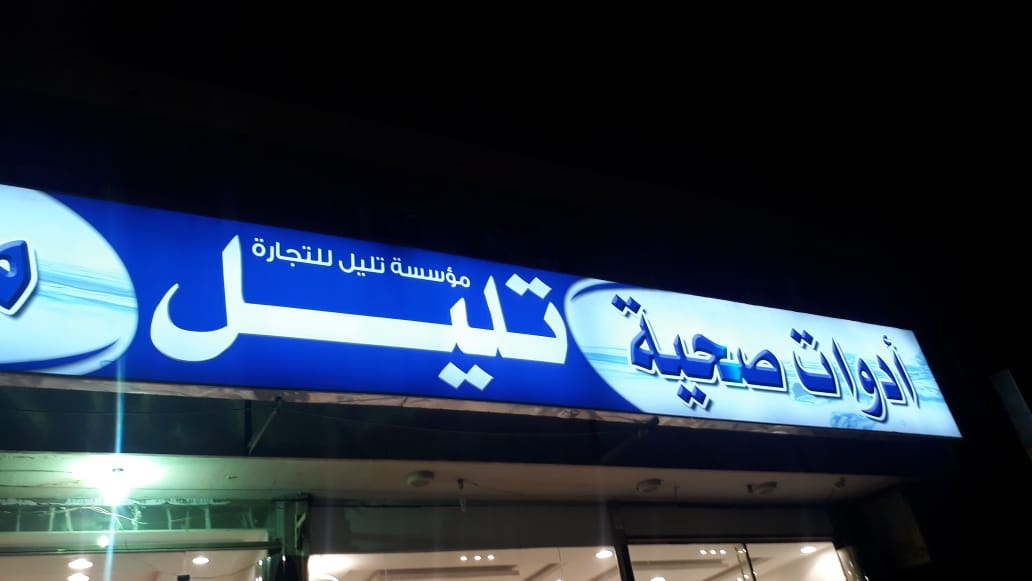 أدوات صحية
مؤسسة تليل للتجارة
تليل